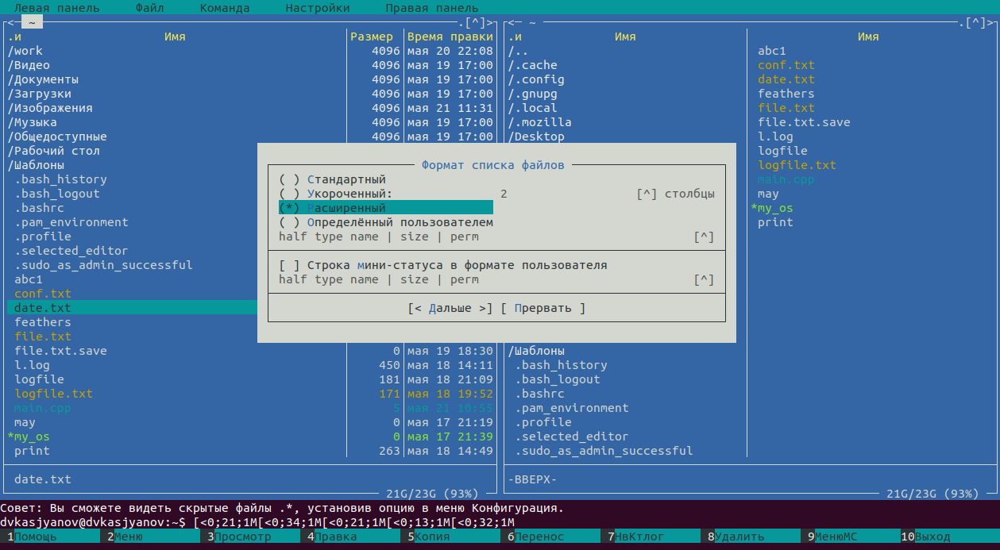 Левая панель Файл Команда Настройки Правая панель
<─ ~ .[^]> <─ ~ .[^]>
.и Имя Размер Время правки .и Имя Имя
/work 4096 мая 20 22:08 /.. abc1
/Видео 4096 мая 19 17:00 /.cache conf.txt
/Документы 4096 мая 19 17:00 /.config date.txt
/Загрузки 4096 мая 19 17:00 /.gnupg feathers
/Изображения 4096 мая 21 11:31 /.local file.txt
/Музыка 4096 мая 19 17:00 /.mozilla file.txt.save
/Общедоступные 4096 мая 19 17:00 /Desktop l.log
/Рабочий стол logfile
/Шаблоны Формат списка файлов logfile.txt
.bash_history ( ) Стандартный main.cpp
.bash_logout ( ) Укороченный: 2 [^] столбцы may
.bashrc (*) Расширенный *my_os
.pam_environment ( ) Определённый пользователем print
.profile half type name | size | perm [^]
.selected_editor
.sudo_as_admin_successful [ ] Строка мини-статуса в формате пользователя
abc1 half type name | size | perm [^]
conf.txt
date.txt [< Дальше >] [ Прервать ]
feathers
file.txt
file.txt.save 0 мая 19 18:30 /Шаблоны
l.log 450 мая 18 14:11 .bash_history
logfile 181 мая 18 21:09 .bash_logout
logfile.txt 171 мая 18 19:52 .bashrc
main.cpp 5 мая 21 10:55 .pam_environment
may 0 мая 17 21:19 .profile
*my_os 0 мая 17 21:39 .selected_editor
print 263 мая 18 14:49 .sudo_as_admin_successful
date.txt -ВВЕРХ-
21G/23G (93%) 21G/23G (93%)
Совет: Вы сможете видеть скрытые файлы .*, установив опцию в меню Конфигурация.
dvkasjyanov@dvkasjyanov:~$ [<0;21;1M[<0;34;1M[<0;21;1M[<0;13;1M[<0;32;1M
1Помощь 2Меню 3Просмотр 4Правка 5Копия 6Перенос 7НвКтлог 8Удалить 9МенюМС 10Выход